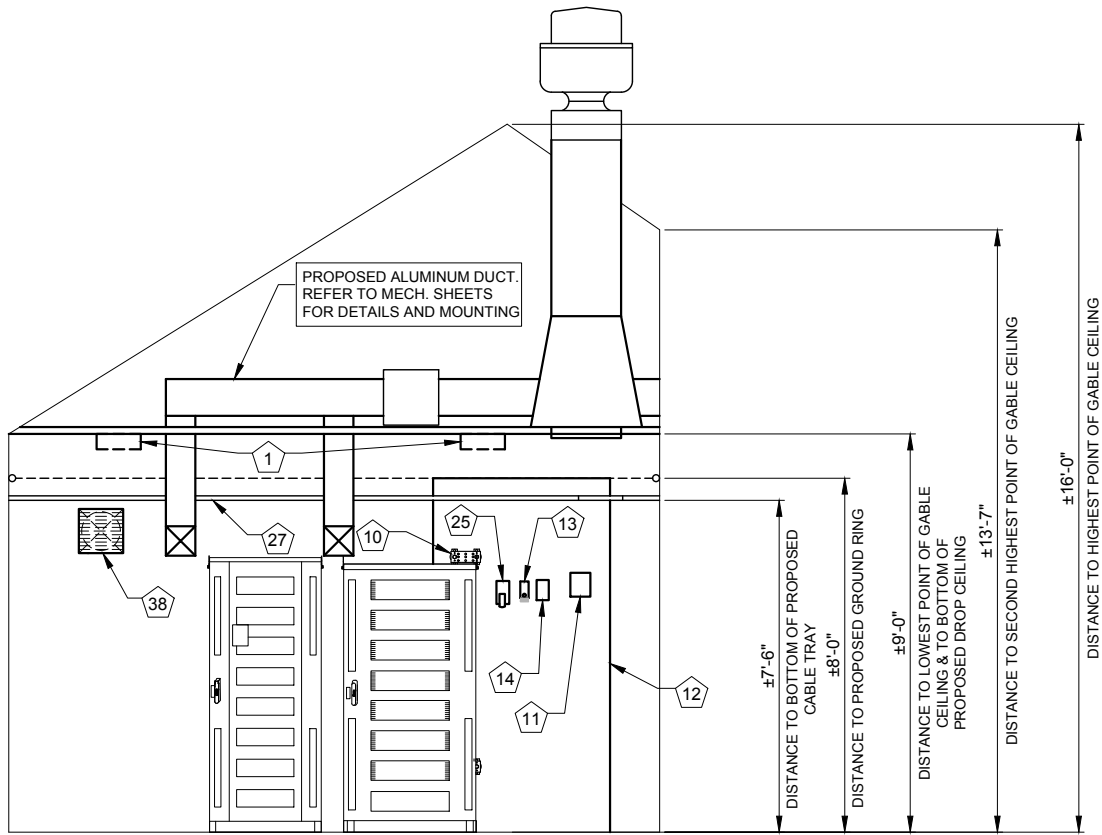 PROPOSED ALUMINUM DUCT.
REFER TO MECH. SHEETS
FOR DETAILS AND MOUNTING
1
27
38
10
25
13
14
11
12
±7'-6"
DISTANCE TO BOTTOM OF PROPOSED
CABLE TRAY
±8'-0"
DISTANCE TO PROPOSED GROUND RING
±9'-0"
DISTANCE TO LOWEST POINT OF GABLE
CEILING & TO BOTTOM OF
PROPOSED DROP CEILING
±13'-7"
DISTANCE TO SECOND HIGHEST POINT OF GABLE CEILING
±16'-0"
DISTANCE TO HIGHEST POINT OF GABLE CEILING